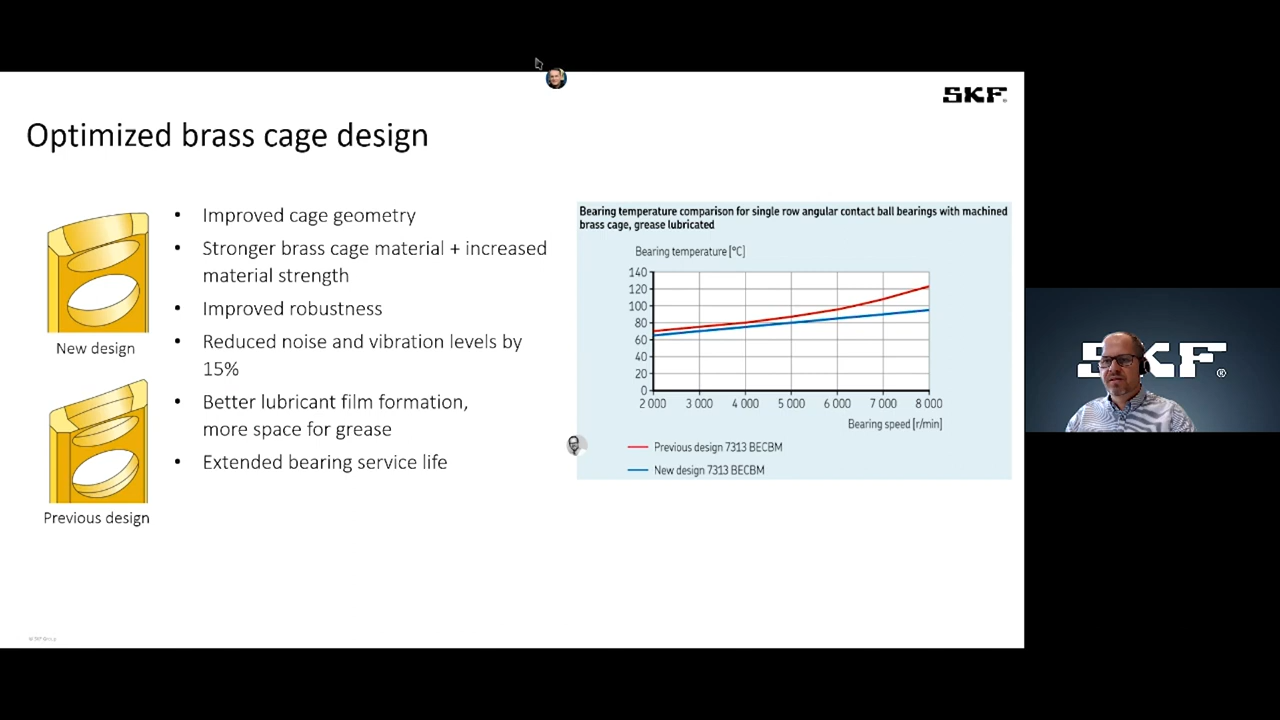 SKF®
Optimized brass cage design
• Improved cage geometry
• Stronger brass cage material + increased
material strength
• Improved robustness
• Reduced noise and vibration levels by
15%
• Better lubricant film formation,
more space for grease
• Extended bearing service life
New design
Previous design
Bearing temperature comparison for single row angular contact ball bearings with machined
brass cage, grease lubricated
Bearing temperature [°C]
140
120
100
80
60
40
20
0
2 000 3 000 4 000 5 000 6 000 7 000 8 000
Bearing speed [r/min]
Previous design 7313 BECBM
New design 7313 BECBM
© SKF Group
SKF®